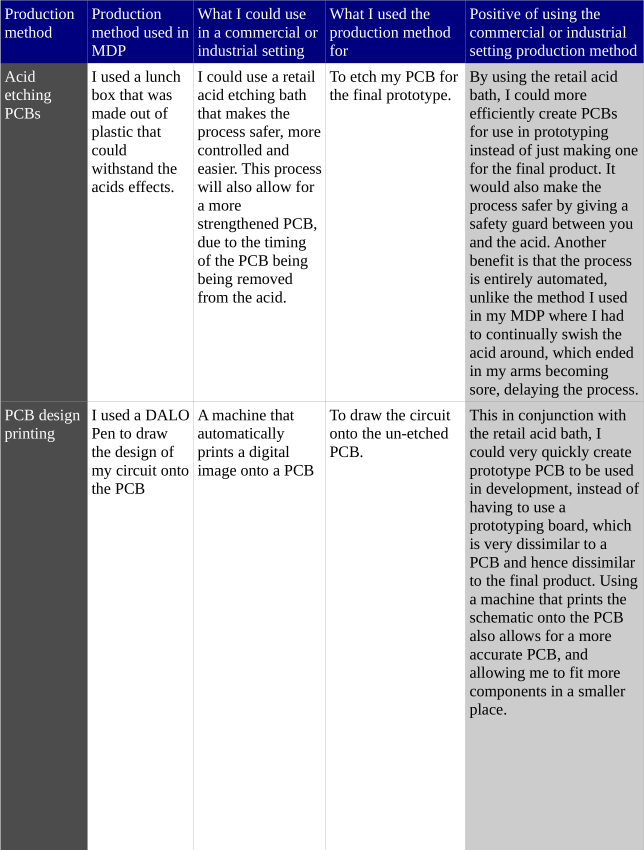 Production
method
Production
method used in
MDP
What I could use
in a commercial or
industrial setting
What I used the
production method
for
Positive of using the
commercial or industrial
setting production method
Acid
etching
PCBs
I used a lunch
box that was
made out of
plastic that
could
withstand the
acids effects.
I could use a retail
acid etching bath
that makes the
process safer, more
controlled and
easier. This process
will also allow for
a more
strengthened PCB,
due to the timing
of the PCB being
being removed
from the acid.
To etch my PCB for
the final prototype.
By using the retail acid
bath, I could more
efficiently create PCBs
for use in prototyping
instead of just making one
for the final product. It
would also make the
process safer by giving a
safety guard between you
and the acid. Another
benefit is that the process
is entirely automated,
unlike the method I used
in my MDP where I had
to continually swish the
acid around, which ended
in my arms becoming
sore, delaying the process.
PCB design
printing
I used a DALO
Pen to draw
the design of
my circuit onto
the PCB
A machine that
automatically
prints a digital
image onto a PCB
To draw the circuit
onto the un-etched
PCB.
This in conjunction with
the retail acid bath, I
could very quickly create
prototype PCB to be used
in development, instead of
having to use a
prototyping board, which
is very dissimilar to a
PCB and hence dissimilar
to the final product. Using
a machine that prints the
schematic onto the PCB
also allows for a more
accurate PCB, and
allowing me to fit more
components in a smaller
place.